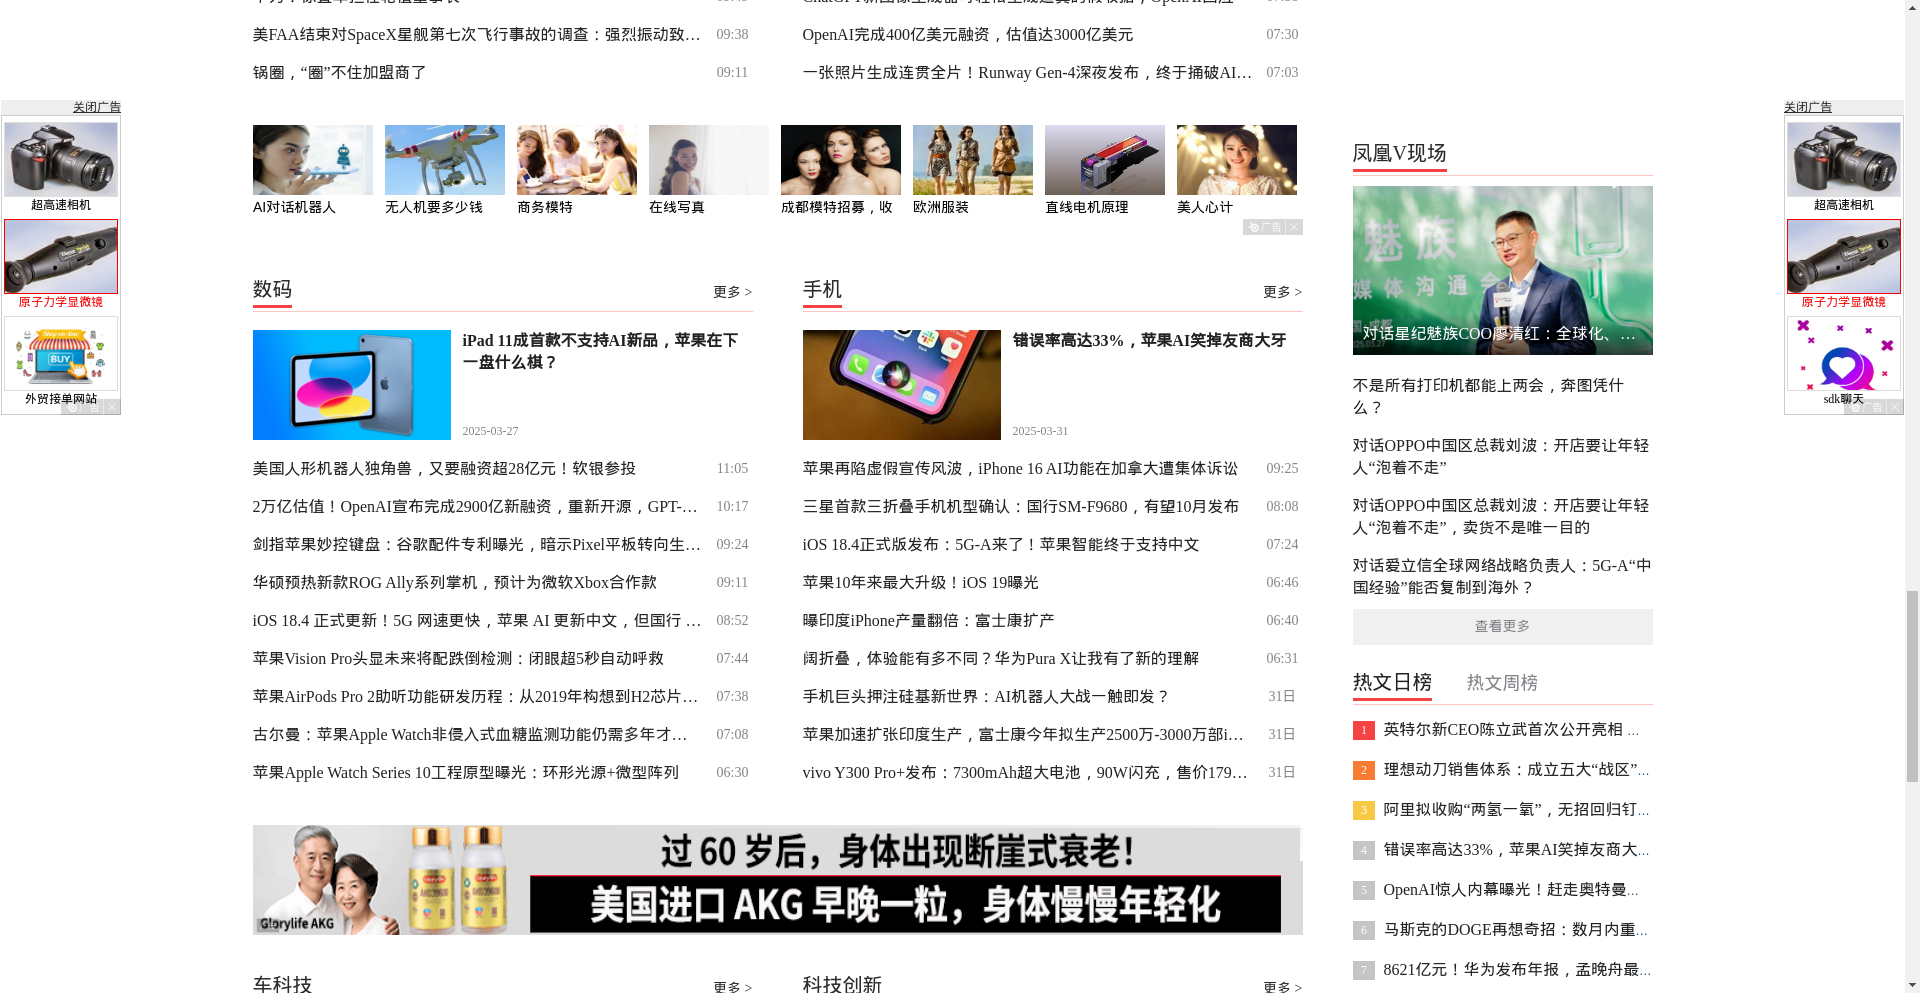 美FAA结束对SpaceX星舰第七次飞行事故的调查：强烈振动致… 09:38
锅圈，“圈”不住加盟商了 09:11
OpenAI完成400亿美元融资，估值达3000亿美元 07:30
一张照片生成连贯全片！Runway Gen-4深夜发布，终于捅破AI… 07:03
关闭广告
超高速相机
原子力学显微镜
BUY
外贸接单网站
广告
AI对话机器人
无人机要多少钱
商务模特
在线写真
成都模特招募，收
欧洲服装
直线电机原理
美人心计
广告
数码
更多 >
iPad 11成首款不支持AI新品，苹果在下
一盘什么棋？
2025-03-27
美国人形机器人独角兽，又要融资超28亿元！软银参投 11:05
2万亿估值！OpenAI宣布完成2900亿新融资，重新开源，GPT-… 10:17
剑指苹果妙控键盘：谷歌配件专利曝光，暗示Pixel平板转向生… 09:24
华硕预热新款ROG Ally系列掌机，预计为微软Xbox合作款 09:11
iOS 18.4 正式更新！5G 网速更快，苹果 AI 更新中文，但国行 … 08:52
苹果Vision Pro头显未来将配跌倒检测：闭眼超5秒自动呼救 07:44
苹果AirPods Pro 2助听功能研发历程：从2019年构想到H2芯片… 07:38
古尔曼：苹果Apple Watch非侵入式血糖监测功能仍需多年才… 07:08
苹果Apple Watch Series 10工程原型曝光：环形光源+微型阵列 06:30
手机
更多 >
错误率高达33%，苹果AI笑掉友商大牙
2025-03-31
苹果再陷虚假宣传风波，iPhone 16 AI功能在加拿大遭集体诉讼 09:25
三星首款三折叠手机机型确认：国行SM-F9680，有望10月发布 08:08
iOS 18.4正式版发布：5G-A来了！苹果智能终于支持中文 07:24
苹果10年来最大升级！iOS 19曝光 06:46
曝印度iPhone产量翻倍：富士康扩产 06:40
阔折叠，体验能有多不同？华为Pura X让我有了新的理解 06:31
手机巨头押注硅基新世界：AI机器人大战一触即发？ 31日
苹果加速扩张印度生产，富士康今年拟生产2500万-3000万部i… 31日
vivo Y300 Pro+发布：7300mAh超大电池，90W闪充，售价179… 31日
过 60 岁后，身体出现断崖式衰老！
美国进口 AKG 早晚一粒，身体慢慢年轻化
Glorylife AKG
车科技
更多 >
科技创新
更多 >
凤凰V现场
魅族
媒体沟通会
对话星纪魅族COO廖清红：全球化、…
不是所有打印机都能上两会，奔图凭什
么？
对话OPPO中国区总裁刘波：开店要让年轻
人“泡着不走”
对话OPPO中国区总裁刘波：开店要让年轻
人“泡着不走”，卖货不是唯一目的
对话爱立信全球网络战略负责人：5G-A“中
国经验”能否复制到海外？
查看更多
热文日榜
热文周榜
1 英特尔新CEO陈立武首次公开亮相 …
2 理想动刀销售体系：成立五大“战区”…
3 阿里拟收购“两氢一氧”，无招回归钉…
4 错误率高达33%，苹果AI笑掉友商大…
5 OpenAI惊人内幕曝光！赶走奥特曼…
6 马斯克的DOGE再想奇招：数月内重…
7 8621亿元！华为发布年报，孟晚舟最…
关闭广告
超高速相机
原子力学显微镜
sdk聊天
广告